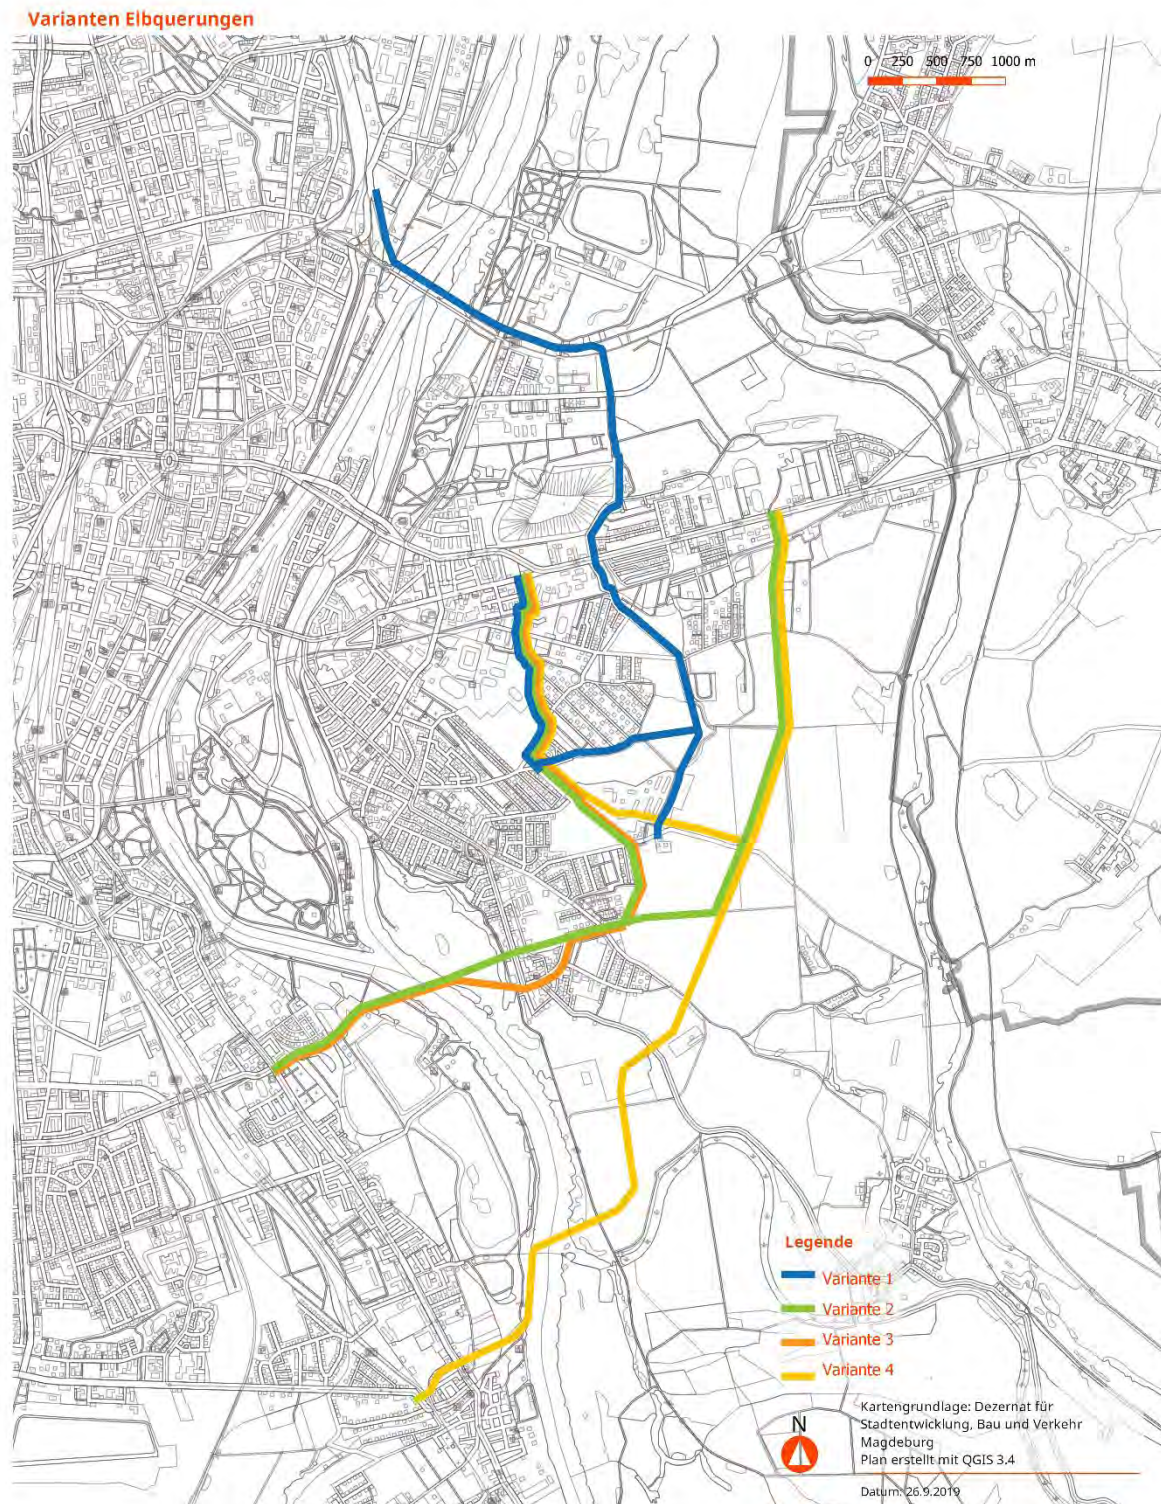 Varianten Elbquerungen
0 250 500 750 1000 m
Legende
Variante 1
Variante 2
Variante 3
Variante 4
N
Kartengrundlage: Dezernat für
Stadtentwicklung, Bau und Verkehr
Magdeburg
Plan erstellt mit QGIS 3.4
Datum: 26.9.2019